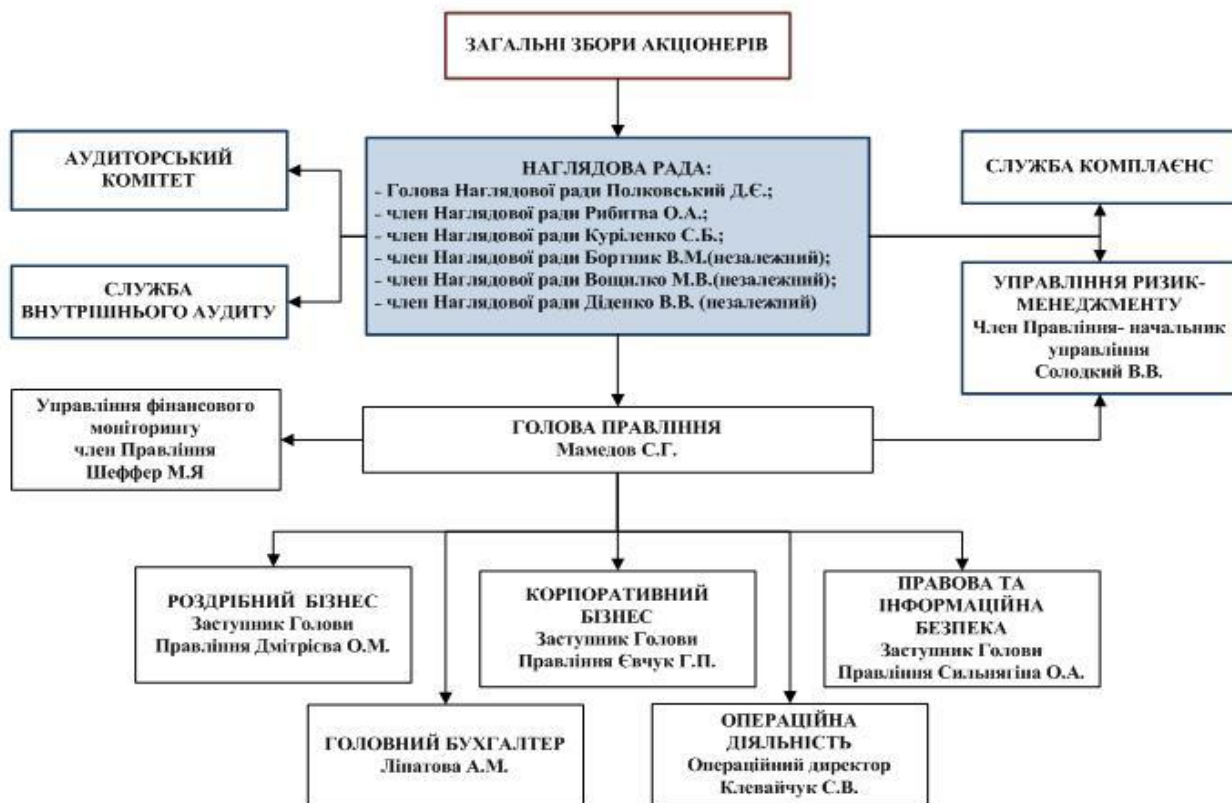 ЗАГАЛЬНІ ЗБОРИ АКЦІОНЕРІВ
АУДИТОРСЬКИЙ
КОМІТЕТ
СЛУЖБА
ВНУТРІШНЬОГО АУДИТУ
НАГЛЯДОВА РАДА:
- Голова Наглядової ради Полковський Д.Є.;
- член Наглядової ради Рибитва О.А.;
- член Наглядової ради Куріленко С.Б.;
- член Наглядової ради Бортник В.М.(незалежний);
- член Наглядової ради Вощилко М.В.(незалежний);
- член Наглядової ради Діденко В.В. (незалежний)
СЛУЖБА КОМПЛАЄНС
УПРАВЛІННЯ РИЗИК-
МЕНЕДЖМЕНТУ
Член Правління- начальник
управління
Солодкий В.В.
Управління фінансового
моніторингу
член Правління
Шеффер М.Я
ГОЛОВА ПРАВЛІННЯ
Мамедов С.Г.
РОЗДРІБНИЙ БІЗНЕС
Заступник Голови
Правління Дмітрієва О.М.
КОРПОРАТИВНИЙ
БІЗНЕС
Заступник Голови
Правління Євчук Г.П.
ПРАВОВА ТА
ІНФОРМАЦІЙНА
БЕЗПЕКА
Заступник Голови
Правління Сильнягіна О.А.
ГОЛОВНИЙ БУХГАЛТЕР
Ліпатова А.М.
ОПЕРАЦІЙНА
ДІЯЛЬНІСТЬ
Операційний директор
Клевайчук С.В.